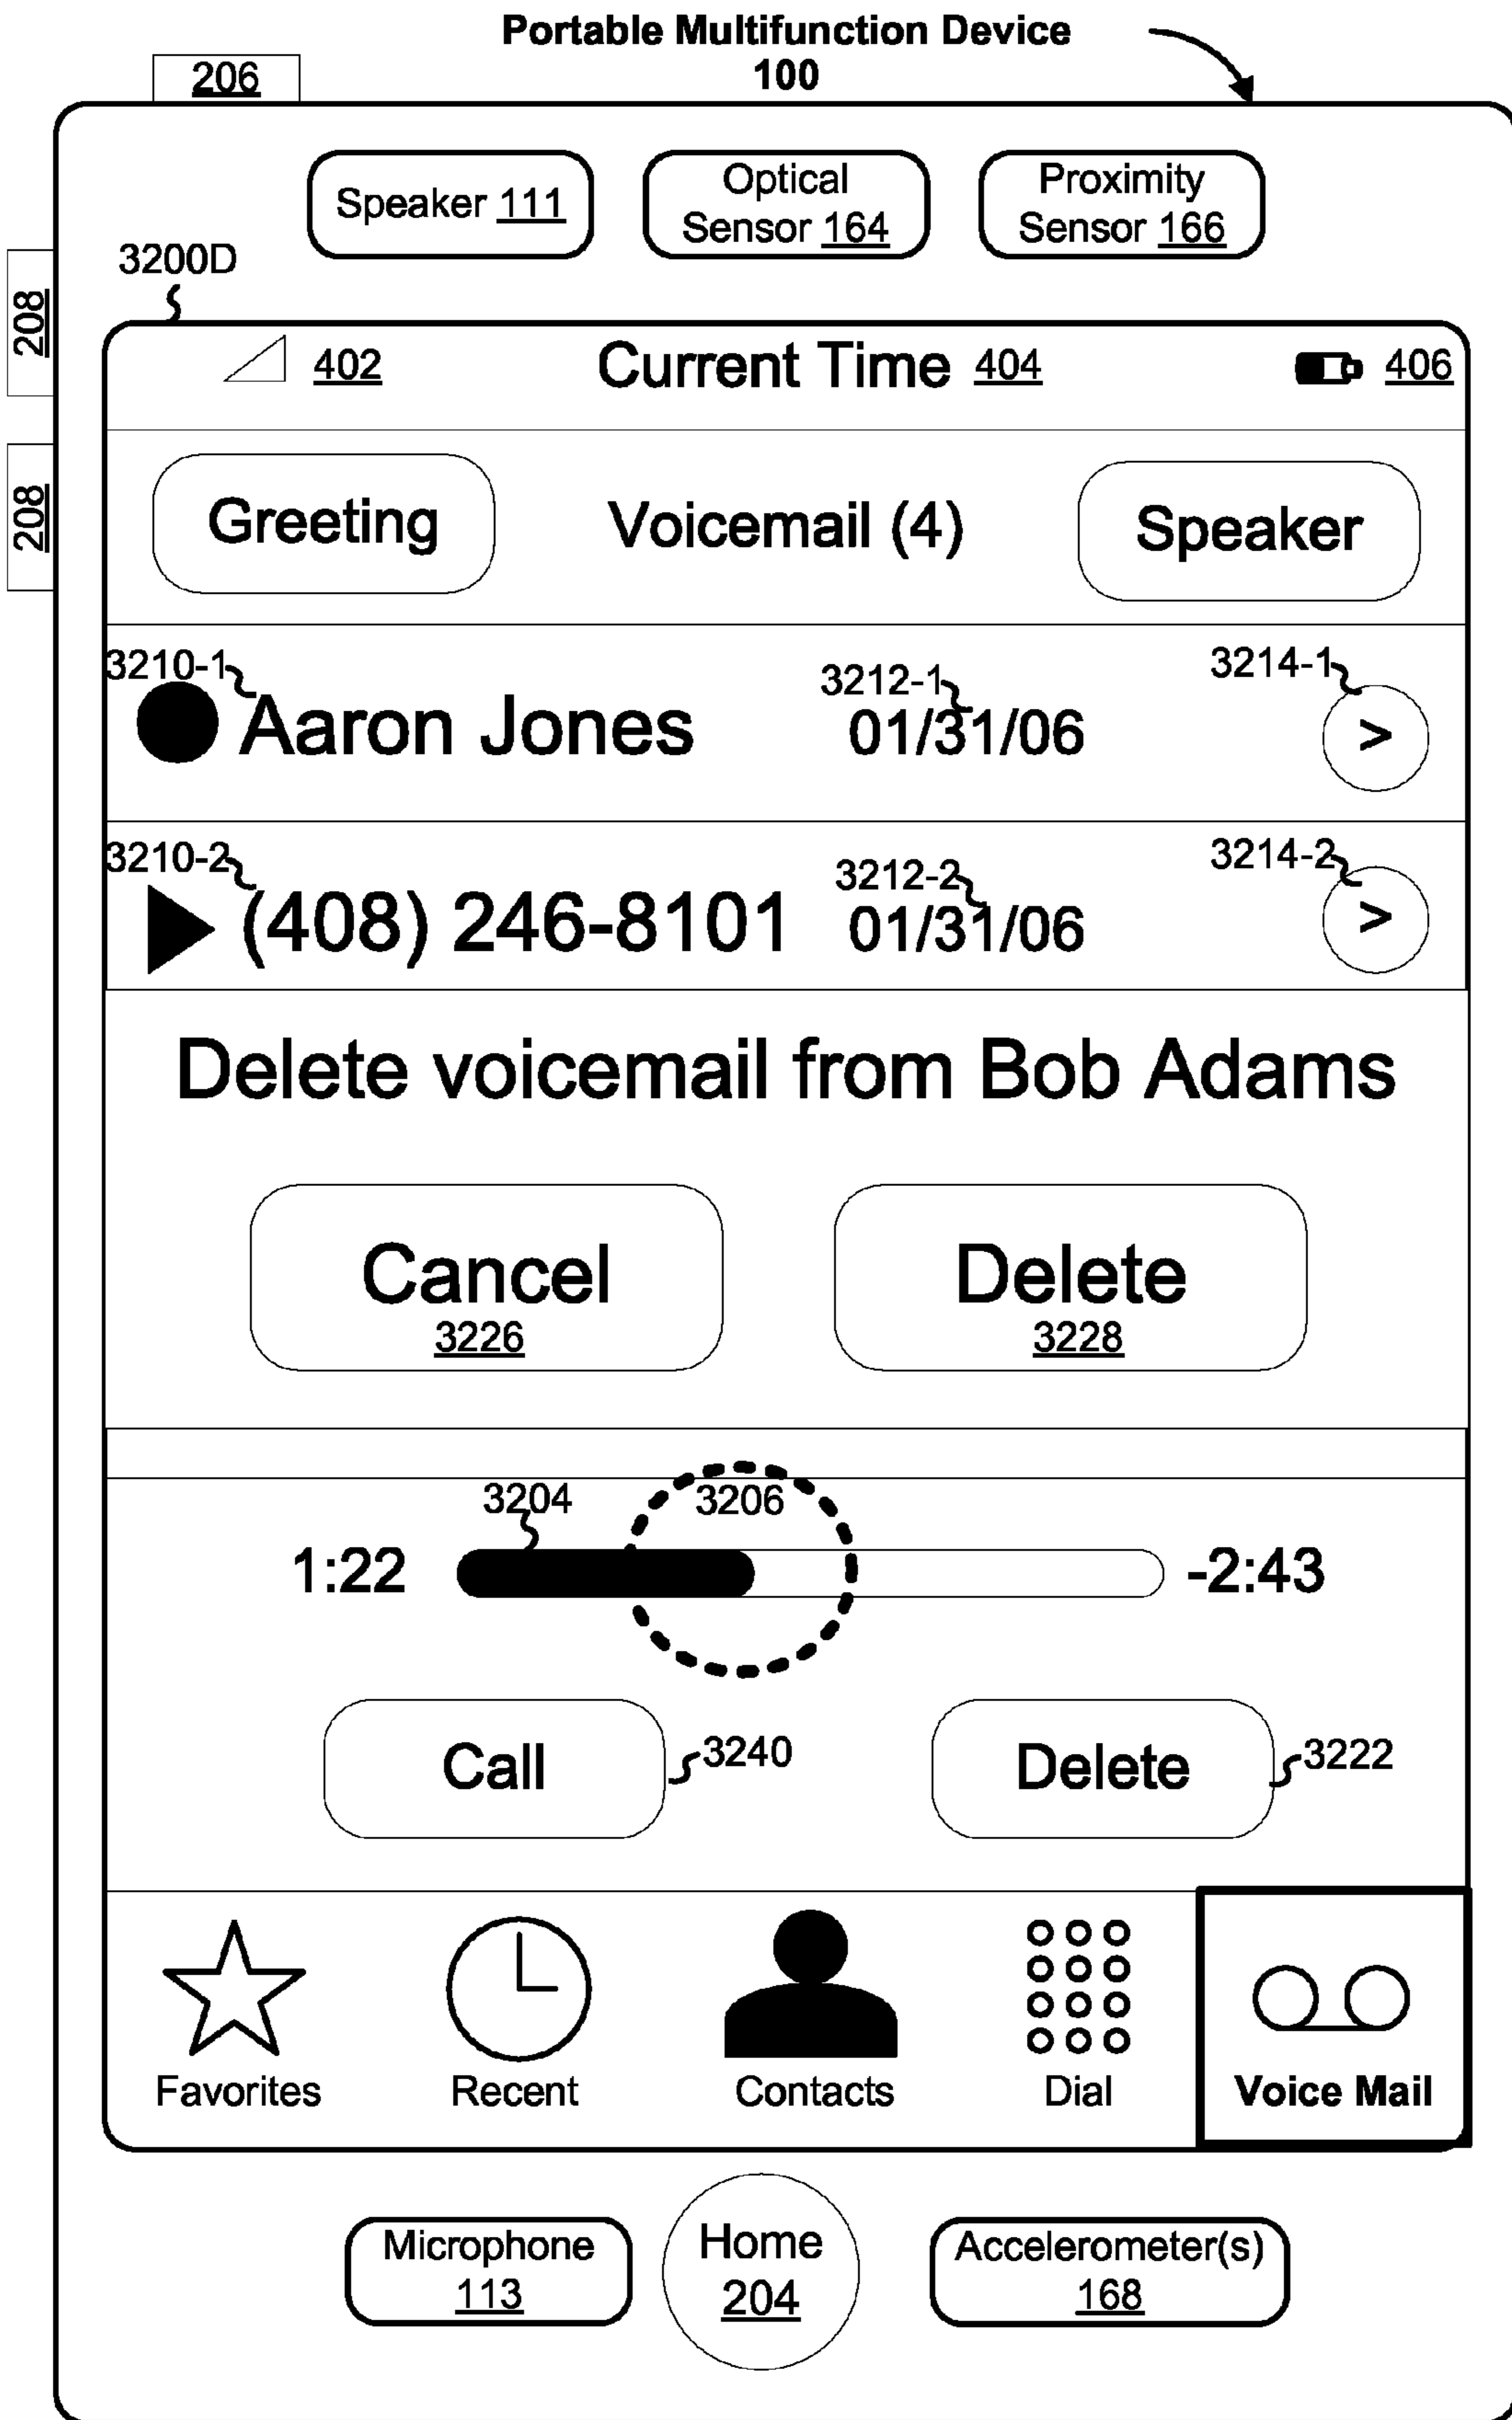 Portable Multifunction Device
100
206
Speaker 111
Optical
Sensor 164
Proximity
Sensor 166
3200D
208
208
402
Current Time 404
406
Greeting
Voicemail (4)
Speaker
3210-1
3212-1
3214-1
Aaron Jones
01/31/06
>
3210-2
3212-2
3214-2
(408) 246-8101
01/31/06
>
Delete voicemail from Bob Adams
Cancel
3226
Delete
3228
3204
3206
1:22
-2:43
Call
3240
Delete
3222
Favorites
Recent
Contacts
Dial
Voice Mail
Microphone
113
Home
204
Accelerometer(s)
168